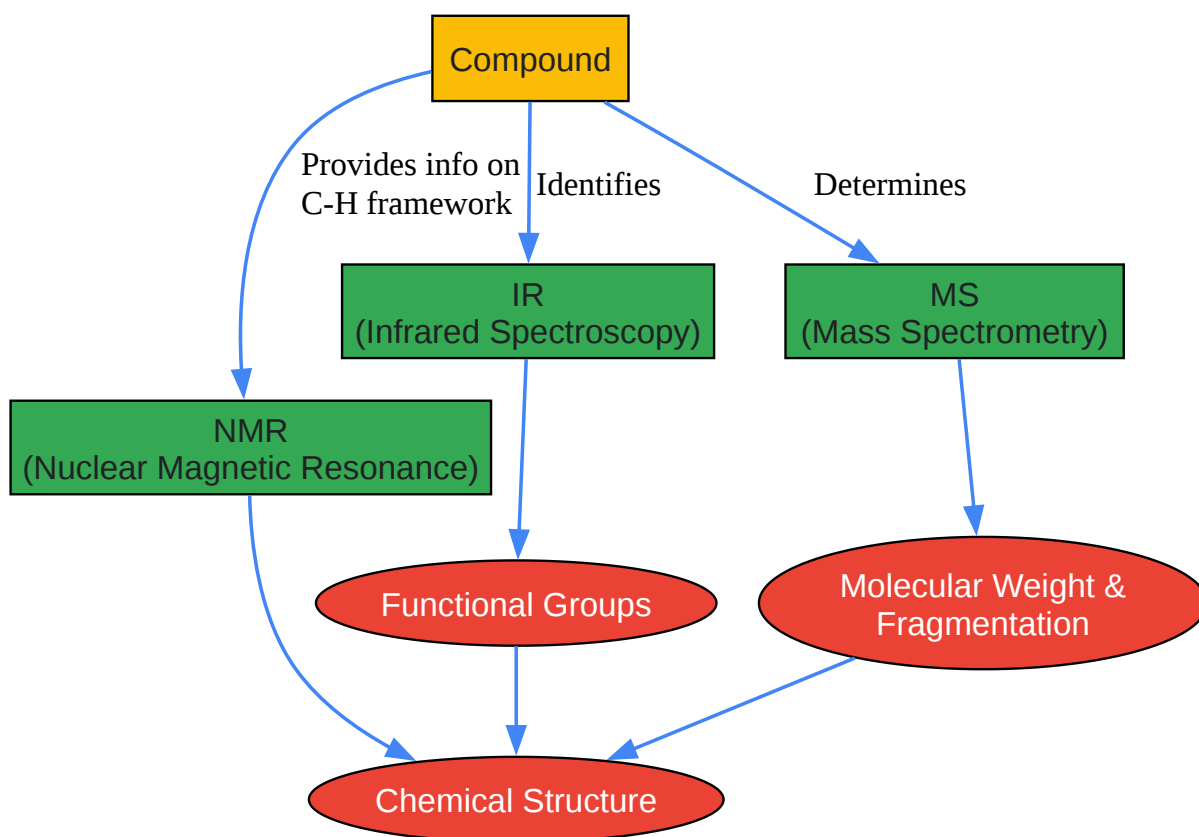 Compound
Provides info on
C-H framework
Identifies
Determines
IR
(Infrared Spectroscopy)
MS
(Mass Spectrometry)
NMR
(Nuclear Magnetic Resonance)
Functional Groups
Molecular Weight &
Fragmentation
Chemical Structure